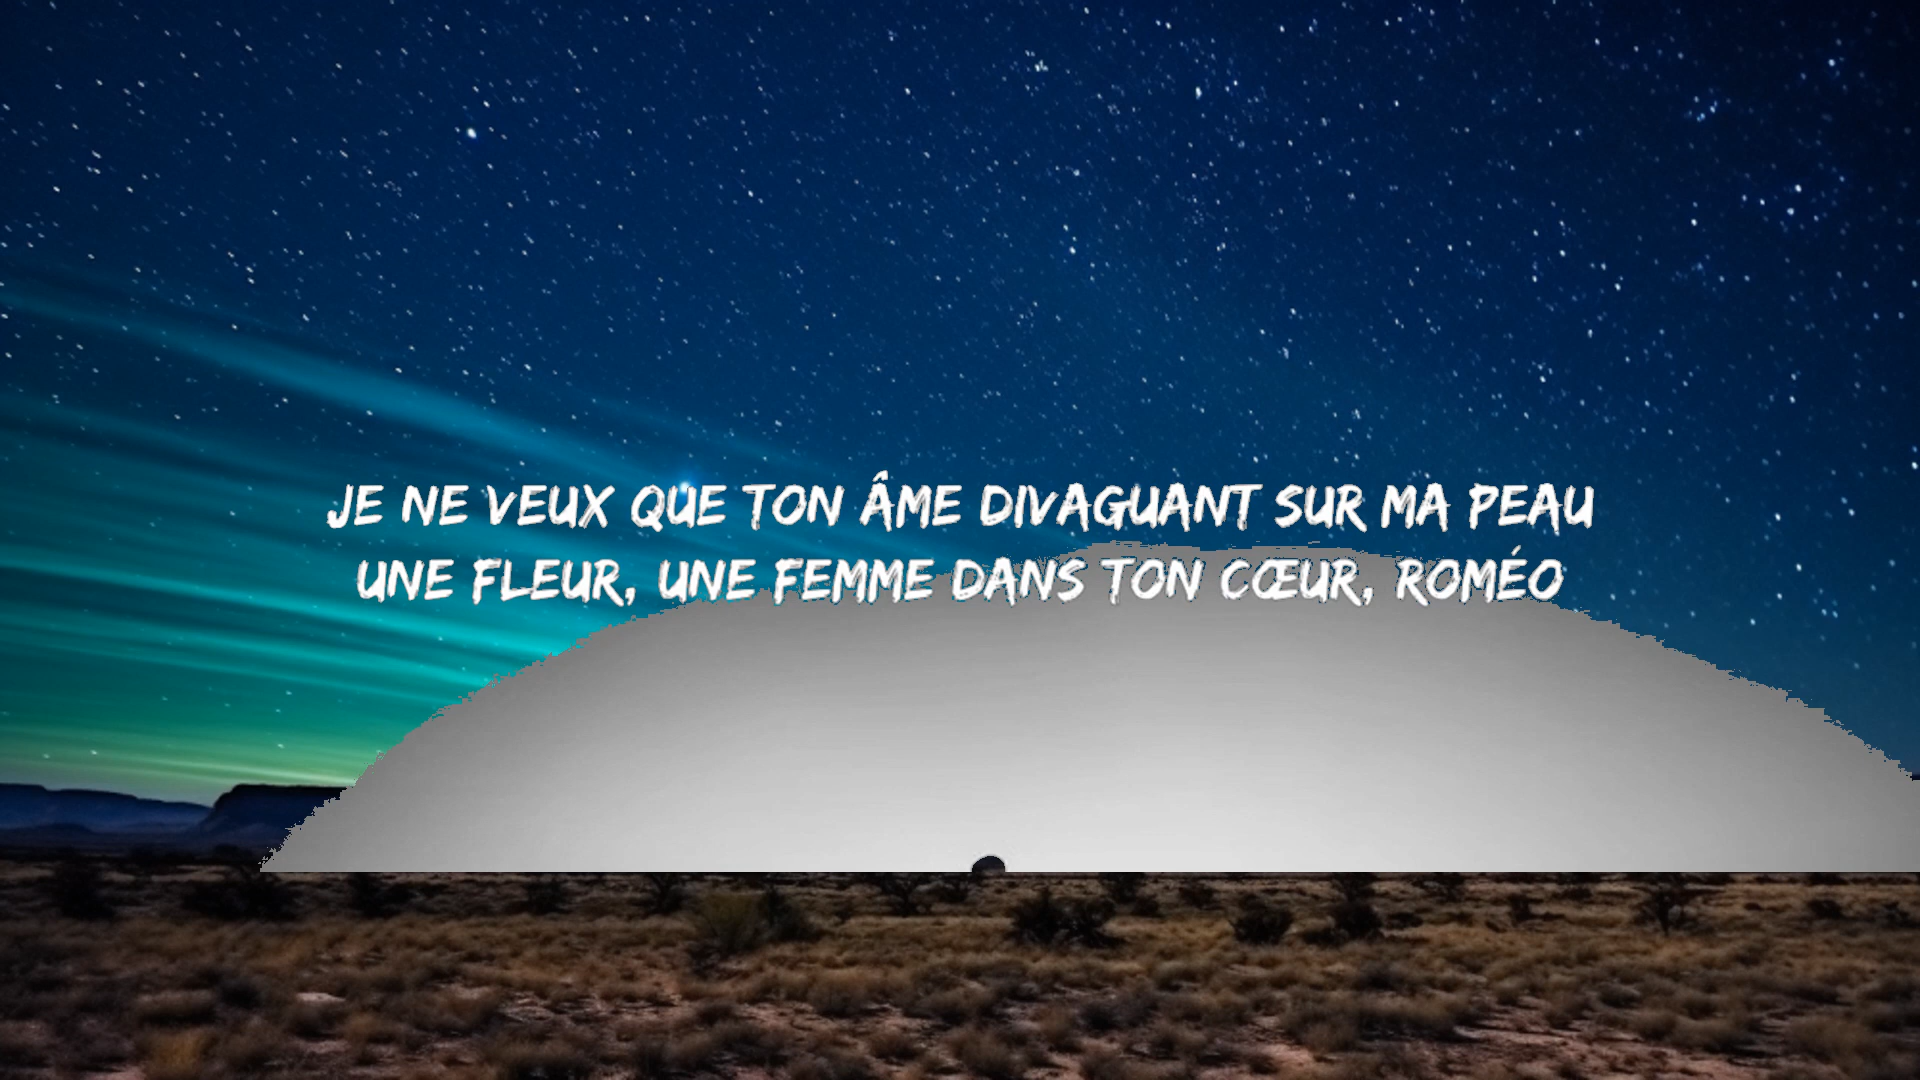 JE NE VEUX QUE TON ÂME DIVAGUANT SUR MA PEAU
UNE FLEUR, UNE FEMME DANS TON CŒUR, ROMÉO